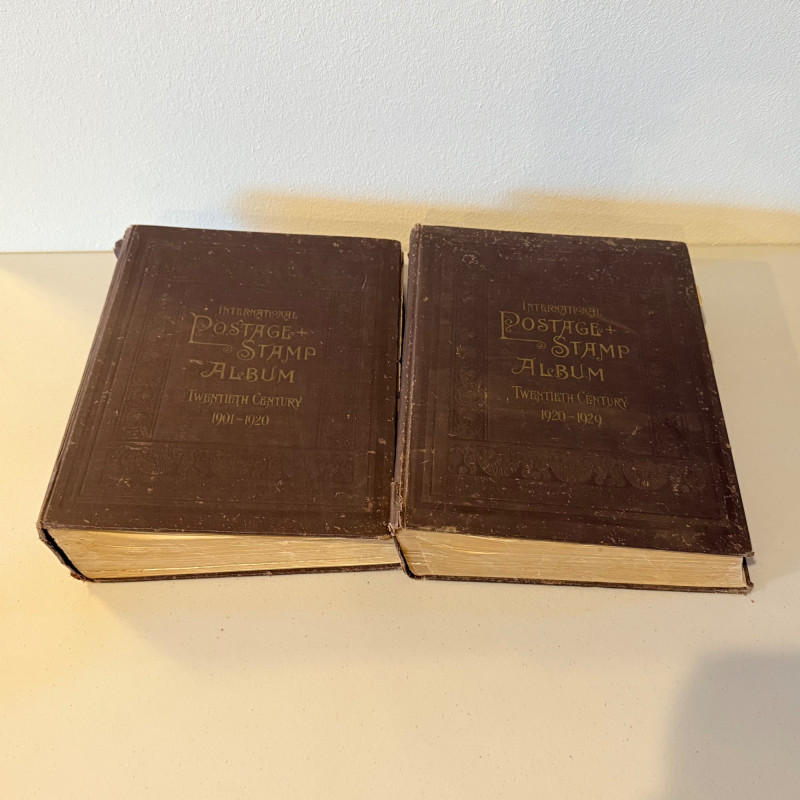 International
Postage +
Stamp
Album
Twentieth Century
1901-1920
International
Postage +
Stamp
Album
Twentieth Century
1920-1929